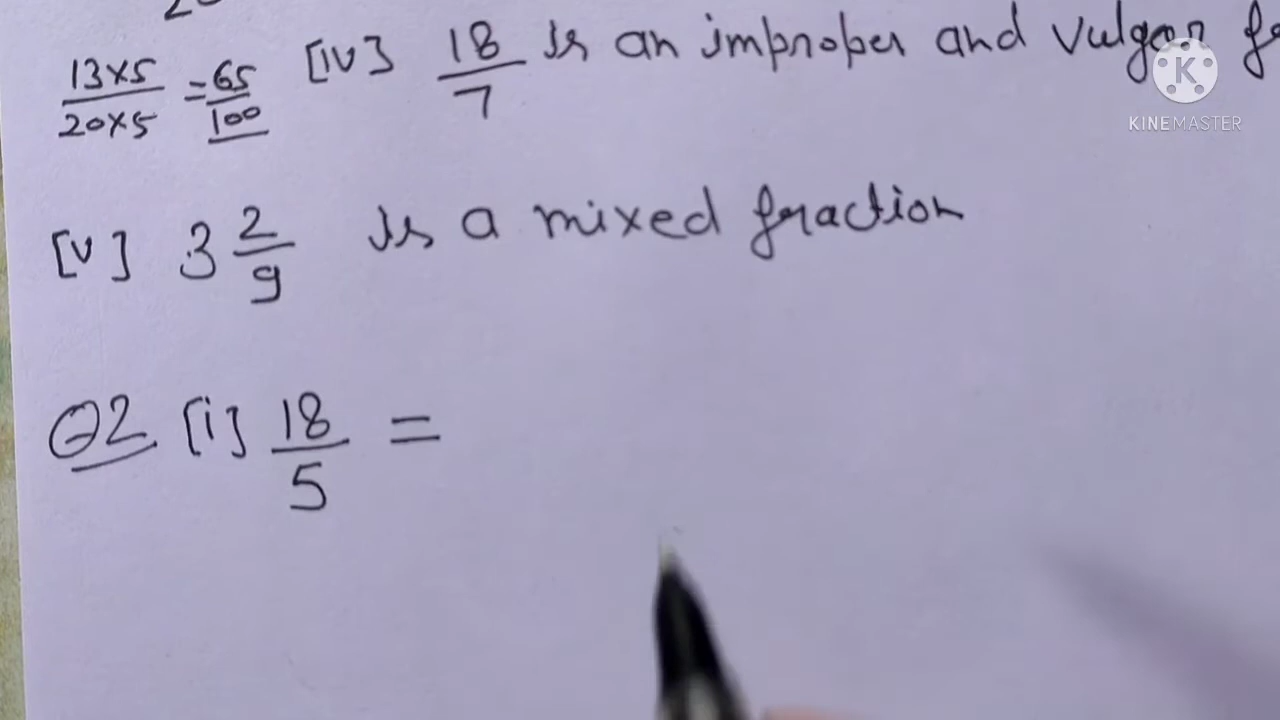 13×5 / 20×5 = 65 / 100
[iv] 18/7 is an improper and vulgar
[v] 3 2/9 is a mixed fraction
Q2 [i] 18/5 =
KINEMASTER